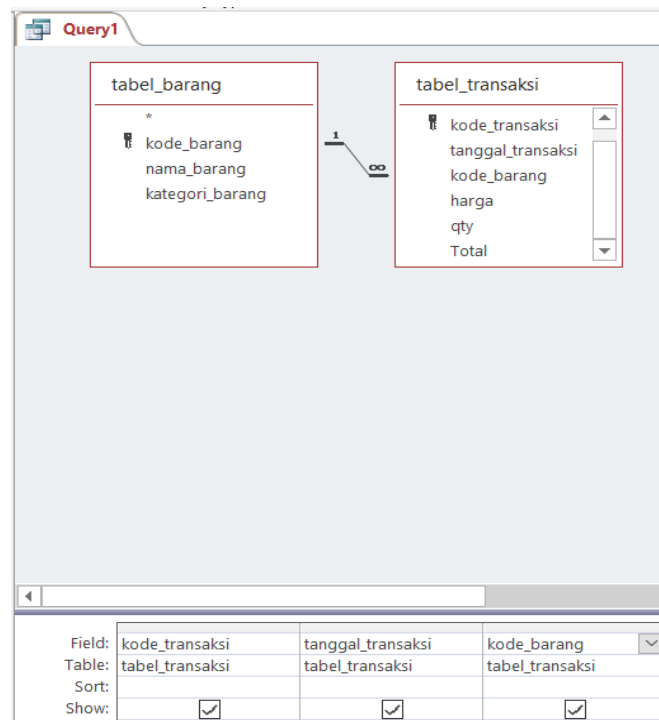 Query1
tabel_barang
*
kode_barang
nama_barang
kategori_barang
1
∞
tabel_transaksi
kode_transaksi
tanggal_transaksi
kode_barang
harga
qty
Total
Field: kode_transaksi tanggal_transaksi kode_barang
Table: tabel_transaksi tabel_transaksi tabel_transaksi
Sort:
Show: